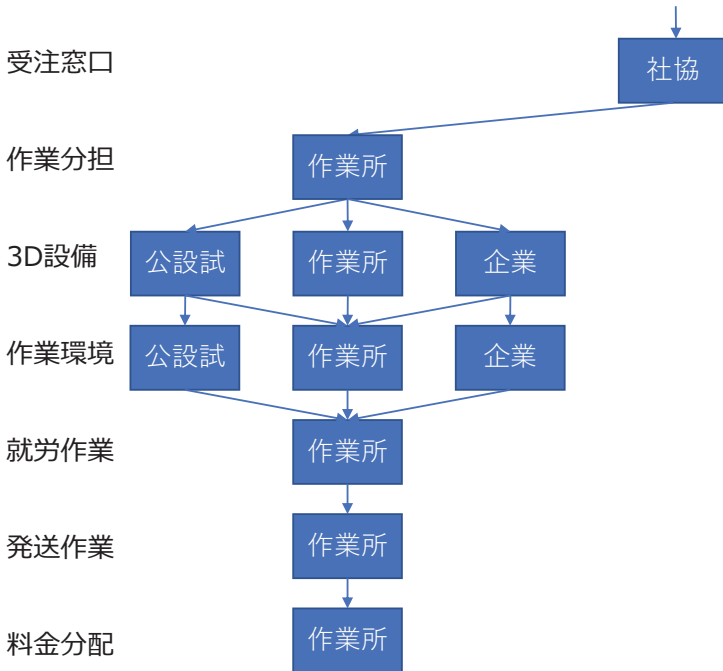 受注窓口 社協
作業分担 作業所
3D設備 公設試 作業所 企業
作業環境 公設試 作業所 企業
就労作業 作業所
発送作業 作業所
料金分配 作業所